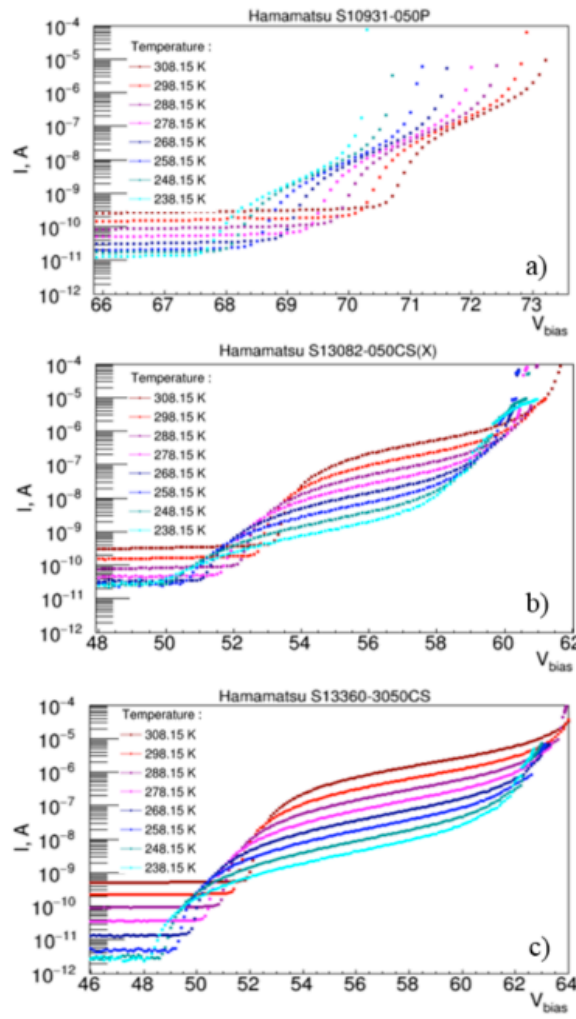 Hamamatsu S10931-050P
10⁻⁴
10⁻⁵
10⁻⁶
10⁻⁷
10⁻⁸
10⁻⁹
10⁻¹⁰
10⁻¹¹
10⁻¹²
I, A
Temperature :
308.15 K
298.15 K
288.15 K
278.15 K
268.15 K
258.15 K
248.15 K
238.15 K
a)
66 67 68 69 70 71 72 73
V_bias
Hamamatsu S13082-050CS(X)
10⁻⁴
10⁻⁵
10⁻⁶
10⁻⁷
10⁻⁸
10⁻⁹
10⁻¹⁰
10⁻¹¹
10⁻¹²
I, A
Temperature :
308.15 K
298.15 K
288.15 K
278.15 K
268.15 K
258.15 K
248.15 K
238.15 K
b)
48 50 52 54 56 58 60 62
V_bias
Hamamatsu S13360-3050CS
10⁻⁴
10⁻⁵
10⁻⁶
10⁻⁷
10⁻⁸
10⁻⁹
10⁻¹⁰
10⁻¹¹
10⁻¹²
I, A
Temperature :
308.15 K
298.15 K
288.15 K
278.15 K
268.15 K
258.15 K
248.15 K
238.15 K
c)
46 48 50 52 54 56 58 60 62 64
V_bias